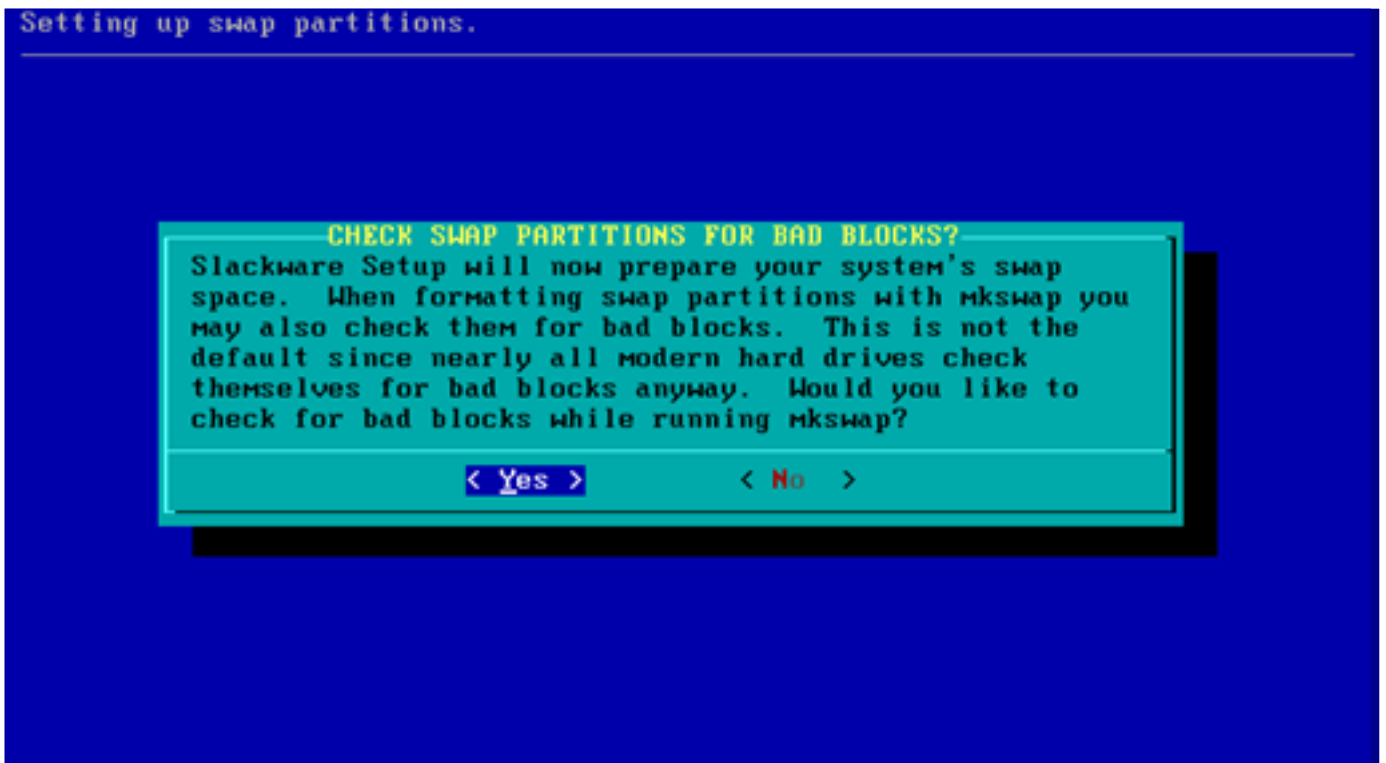 Setting up swap partitions.
CHECK SWAP PARTITIONS FOR BAD BLOCKS?
Slackware Setup will now prepare your system's swap
space.  When formatting swap partitions with mkswap you
may also check them for bad blocks.  This is not the
default since nearly all modern hard drives check
themselves for bad blocks anyway.  Would you like to
check for bad blocks while running mkswap?
< Yes > < No >